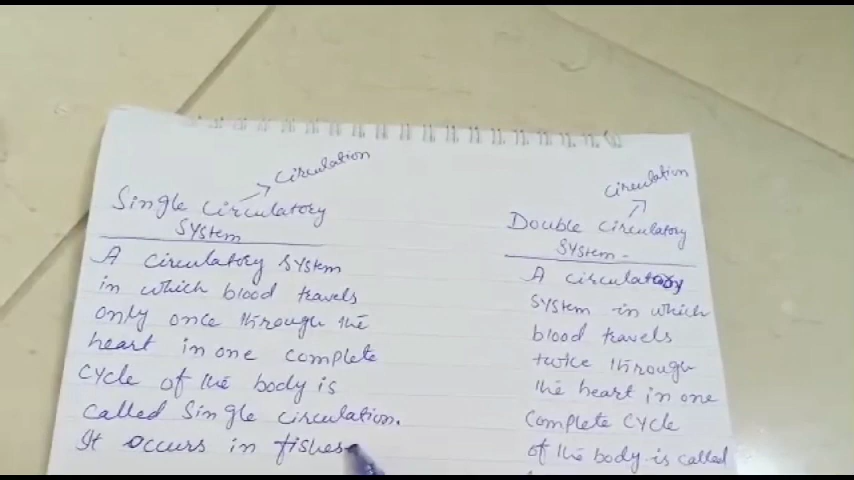 Circulation
Single Circulatory
System
A circulatory system
in which blood travels
only once through the
heart in one complete
cycle of the body is
called Single circulation.
It occurs in fishes
Circulation
Double Circulatory
System
A circulatory
system in which
blood travels
twice through
the heart in one
complete cycle
of the body is called